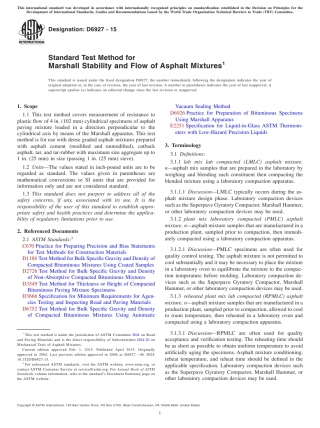 This international standard was developed in accordance with internationally recognized principles on standardization established in the Decision on Principles for the
Development of International Standards, Guides and Recommendations issued by the World Trade Organization Technical Barriers to Trade (TBT) Committee.
Designation: D6927 − 15
INTERNATIONAL
Standard Test Method for
Marshall Stability and Flow of Asphalt Mixtures1
This standard is issued under the fixed designation D6927; the number immediately following the designation indicates the year of
original adoption or, in the case of revision, the year of last revision. A number in parentheses indicates the year of last reapproval. A
superscript epsilon (ε) indicates an editorial change since the last revision or reapproval.
1. Scope
1.1 This test method covers measurement of resistance to
plastic flow of 4 in. (102 mm) cylindrical specimens of asphalt
paving mixture loaded in a direction perpendicular to the
cylindrical axis by means of the Marshall apparatus. This test
method is for use with dense graded asphalt mixtures prepared
with asphalt cement (modified and unmodified), cutback
asphalt, tar, and tar-rubber with maximum size aggregate up to
1 in. (25 mm) in size (passing 1 in. (25 mm) sieve).
1.2 Units—The values stated in inch-pound units are to be
regarded as standard. The values given in parentheses are
mathematical conversions to SI units that are provided for
information only and are not considered standard.
1.3 This standard does not purport to address all of the
safety concerns, if any, associated with its use. It is the
responsibility of the user of this standard to establish appro-
priate safety and health practices and determine the applica-
bility of regulatory limitations prior to use.
2. Referenced Documents
2.1 ASTM Standards:2
C670 Practice for Preparing Precision and Bias Statements
for Test Methods for Construction Materials
D1188 Test Method for Bulk Specific Gravity and Density of
Compacted Bituminous Mixtures Using Coated Samples
D2726 Test Method for Bulk Specific Gravity and Density
of Non-Absorptive Compacted Bituminous Mixtures
D3549 Test Method for Thickness or Height of Compacted
Bituminous Paving Mixture Specimens
D3666 Specification for Minimum Requirements for Agen-
cies Testing and Inspecting Road and Paving Materials
D6752 Test Method for Bulk Specific Gravity and Density
of Compacted Bituminous Mixtures Using Automatic
1 This test method is under the jurisdiction of ASTM Committee D04 on Road
and Paving Materials and is the direct responsibility of Subcommittee D04.20 on
Mechanical Tests of Asphalt Mixtures.
Current edition approved Feb. 1, 2015. Published April 2015. Originally
approved in 2004. Last previous edition approved in 2006 as D6927 – 06. DOI:
10.1520/D6927-15.
2 For referenced ASTM standards, visit the ASTM website, www.astm.org, or
contact ASTM Customer Service at service@astm.org. For Annual Book of ASTM
Standards volume information, refer to the standard's Document Summary page on
the ASTM website.
Vacuum Sealing Method
D6926 Practice for Preparation of Bituminous Specimens
Using Marshall Apparatus
E2251 Specification for Liquid-in-Glass ASTM Thermom-
eters with Low-Hazard Precision Liquids
3. Terminology
3.1 Definitions:
3.1.1 lab mix lab compacted (LMLC) asphalt mixture,
n—asphalt mix samples that are prepared in the laboratory by
weighing and blending each constituent then compacting the
blended mixture using a laboratory compaction apparatus.
3.1.1.1 Discussion—LMLC typically occurs during the as-
phalt mixture design phase. Laboratory compaction devices
such as the Superpave Gyratory Compactor, Marshall Hammer,
or other laboratory compaction devices may be used.
3.1.2 plant mix laboratory compacted (PMLC) asphalt
mixture, n—asphalt mixture samples that are manufactured in a
production plant, sampled prior to compaction, then immedi-
ately compacted using a laboratory compaction apparatus.
3.1.2.1 Discussion—PMLC specimens are often used for
quality control testing. The asphalt mixture is not permitted to
cool substantially and it may be necessary to place the mixture
in a laboratory oven to equilibrate the mixture to the compac-
tion temperature before molding. Laboratory compaction de-
vices such as the Superpave Gyratory Compactor, Marshall
Hammer, or other laboratory compaction devices may be used.
3.1.3 reheated plant mix lab compacted (RPMLC) asphalt
mixture, n—asphalt mixture samples that are manufactured in a
production plant, sampled prior to compaction, allowed to cool
to room temperature, then reheated in a laboratory oven and
compacted using a laboratory compaction apparatus.
3.1.3.1 Discussion—RPMLC are often used for quality
acceptance and verification testing. The reheating time should
be as short as possible to obtain uniform temperature to avoid
artificially aging the specimens. Asphalt mixture conditioning,
reheat temperature, and reheat time should be defined in the
applicable specification. Laboratory compaction devices such
as the Superpave Gyratory Compactor, Marshall Hammer, or
other laboratory compaction devices may be used.
Copyright © ASTM International, 100 Barr Harbor Drive, PO Box C700, West Conshohocken, PA 19428-2959. United States
1